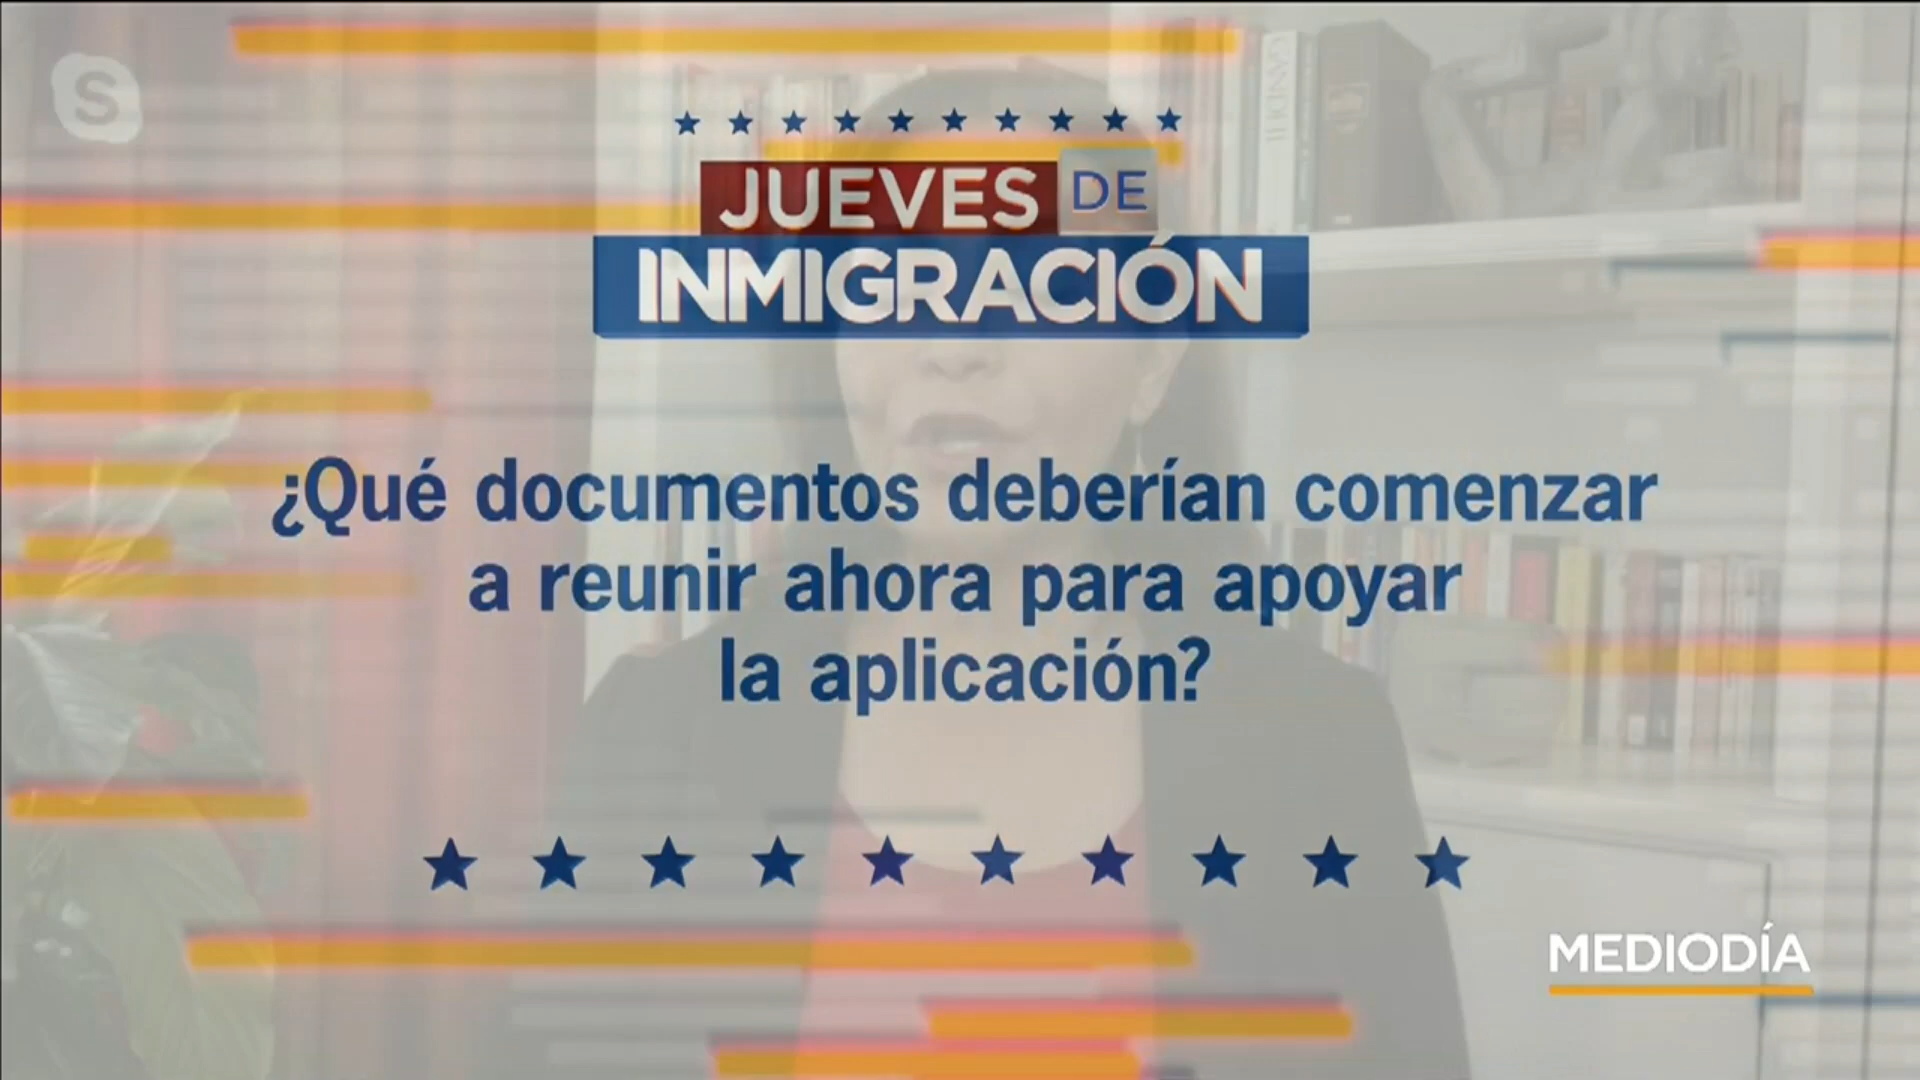 S
JUEVES DE
INMIGRACIÓN
¿Qué documentos deberían comenzar
a reunir ahora para apoyar
la aplicación?
MEDIODÍA